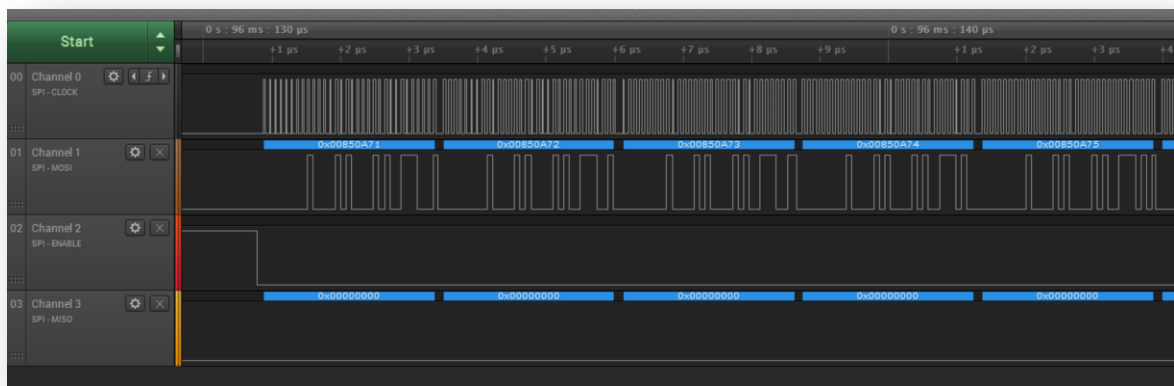 Start
0 s : 96 ms : 130 µs
0 s : 96 ms : 140 µs
+1 µs
+2 µs
+3 µs
+4 µs
+5 µs
+6 µs
+7 µs
+8 µs
+9 µs
+1 µs
+2 µs
+3 µs
+4
00 Channel 0
SPI - CLOCK
01 Channel 1
SPI - MOSI
0x00850A71
0x00850A72
0x00850A73
0x00850A74
0x00850A75
02 Channel 2
SPI - ENABLE
03 Channel 3
SPI - MISO
0x00000000
0x00000000
0x00000000
0x00000000
0x00000000